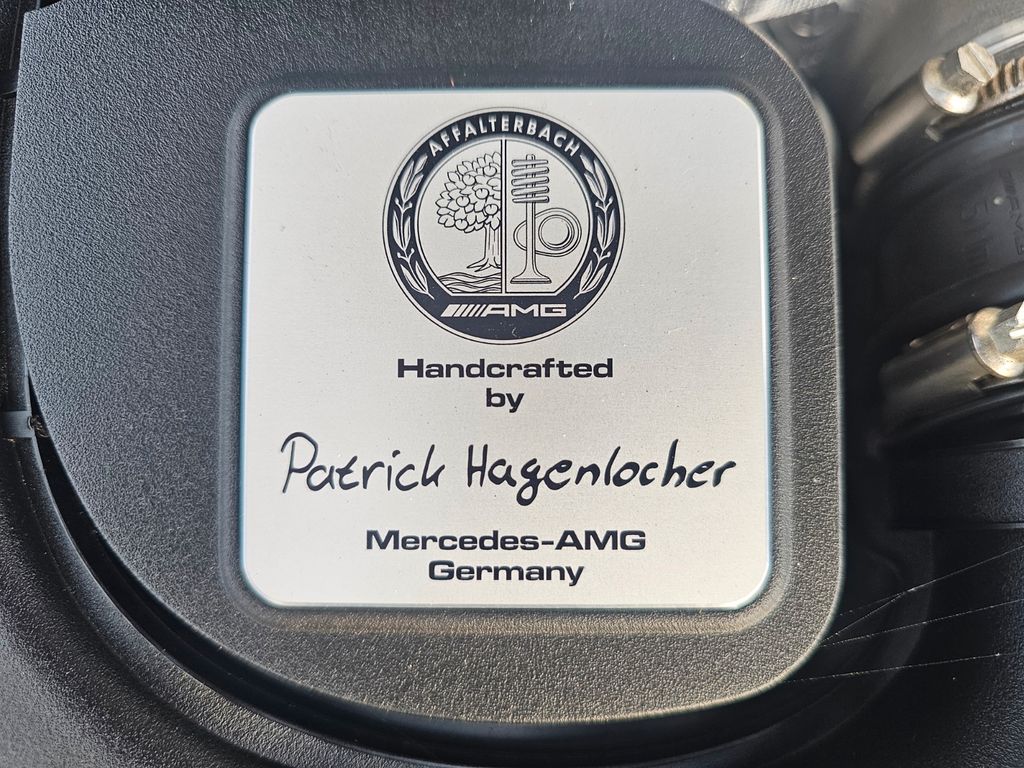 AFFALTERBACH
AMG
Handcrafted
by
Patrick Hagenlocher
Mercedes-AMG
Germany